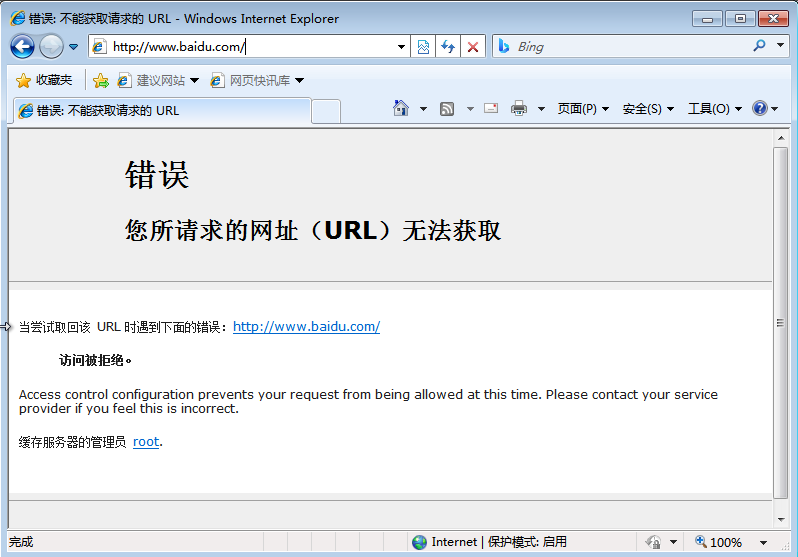 错误: 不能获取请求的 URL - Windows Internet Explorer
http://www.baidu.com/
Bing
收藏夹
建议网站
网页快讯库
错误: 不能获取请求的 URL
页面(P)
安全(S)
工具(O)
错误
您所请求的网址（URL）无法获取
当尝试取回该 URL 时遇到下面的错误：http://www.baidu.com/
访问被拒绝。
Access control configuration prevents your request from being allowed at this time. Please contact your service
provider if you feel this is incorrect.
缓存服务器的管理员 root.
完成
Internet | 保护模式: 启用
100%